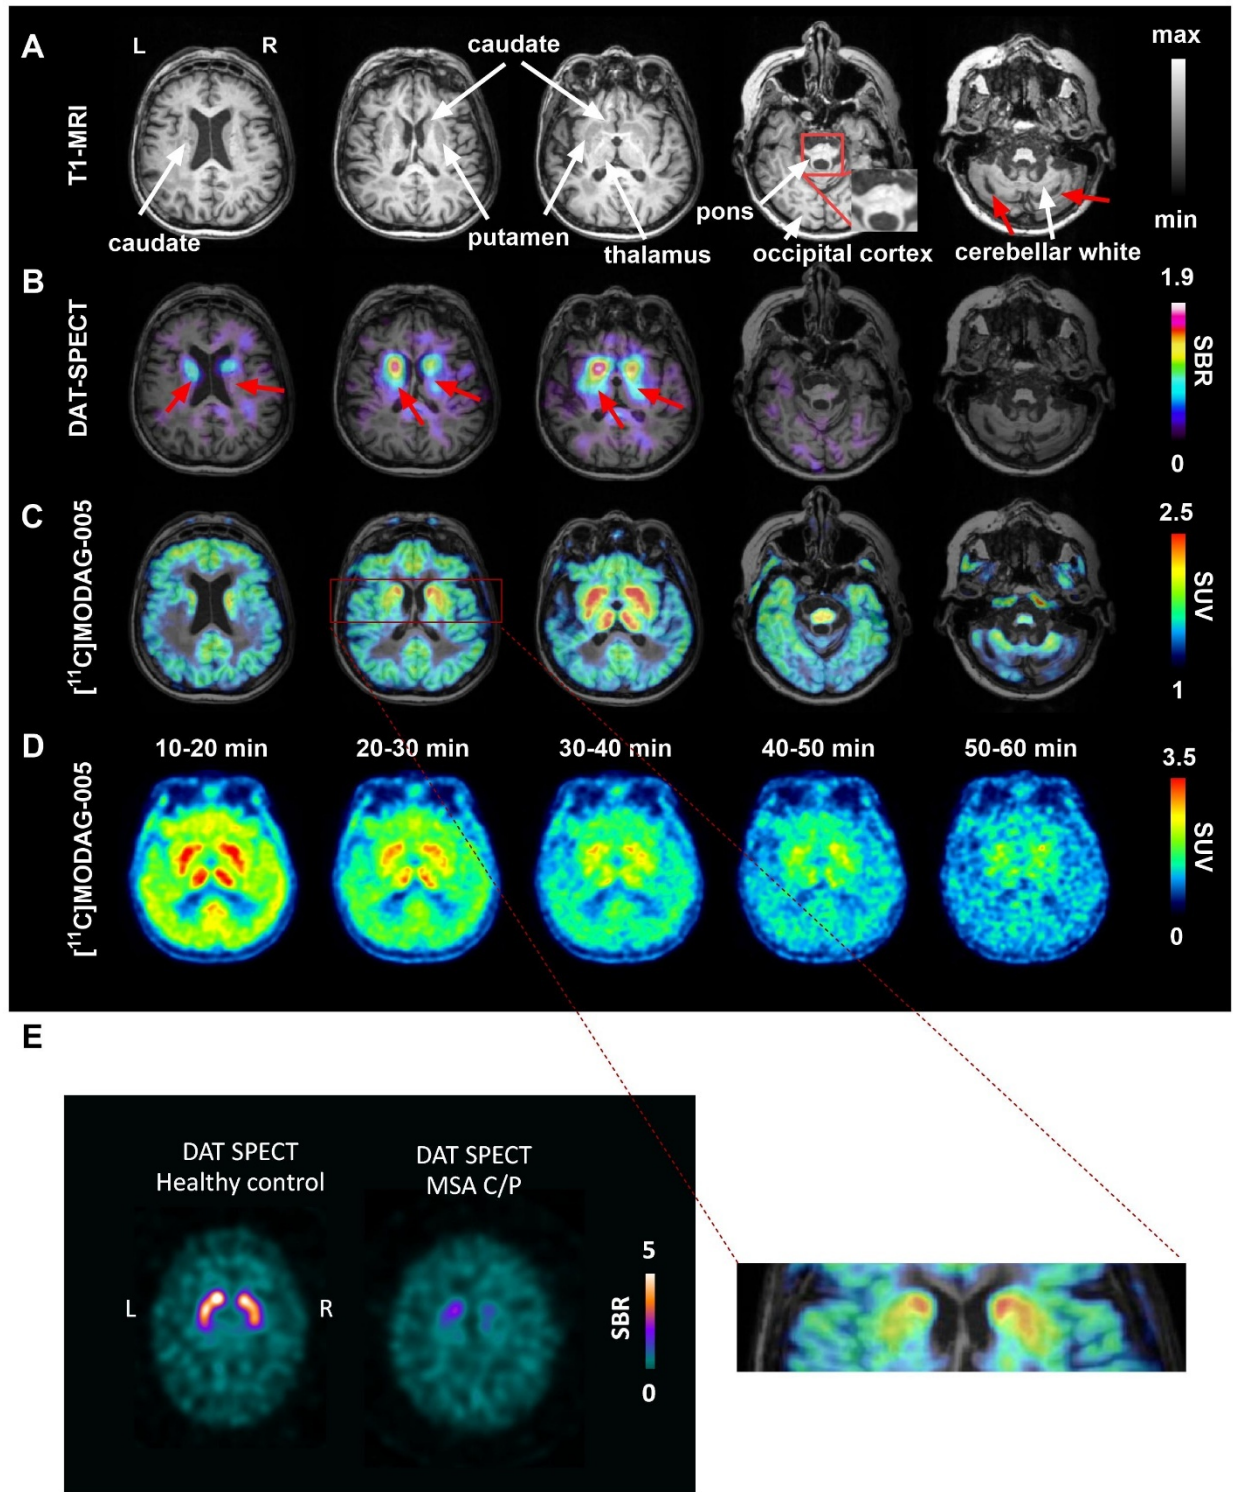 A
L
R
T1-MRI
caudate
max
min
caudate
putamen
thalamus
pons
occipital cortex
cerebellar white
B
DAT-SPECT
1.9
SBR
0
C
[¹¹C]MODAG-005
2.5
SUV
1
D
[¹¹C]MODAG-005
10-20 min
20-30 min
30-40 min
40-50 min
50-60 min
3.5
SUV
0
E
DAT SPECT
Healthy control
DAT SPECT
MSA C/P
L
R
5
SBR
0